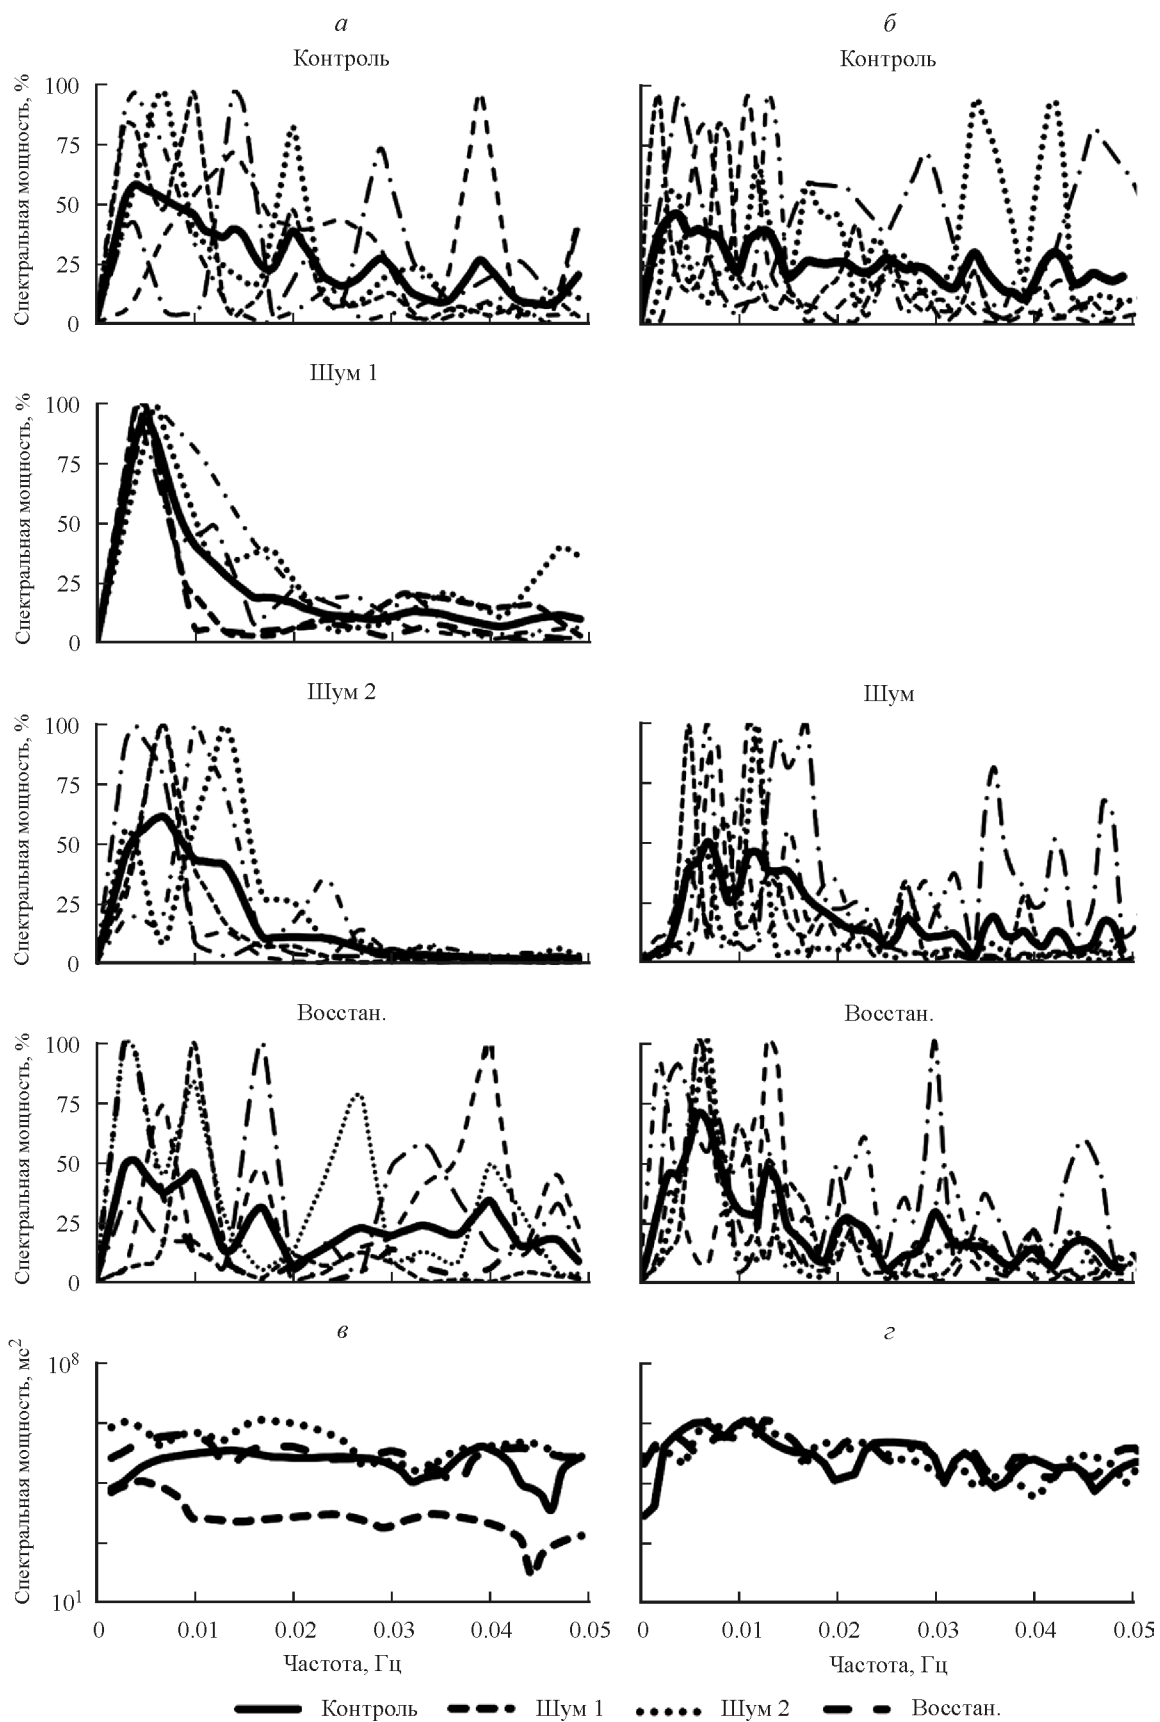 а б
Контроль Контроль
Спектральная мощность, %
100
75
50
25
0
Шум 1
Спектральная мощность, %
100
75
50
25
0
Шум 2 Шум
Спектральная мощность, %
100
75
50
25
0
Восстан. Восстан.
Спектральная мощность, %
100
75
50
25
0
в г
Спектральная мощность, мс²
10⁸
10¹
0 0.01 0.02 0.03 0.04 0.05 0 0.01 0.02 0.03 0.04 0.05
Частота, Гц Частота, Гц
Контроль Шум 1 Шум 2 Восстан.